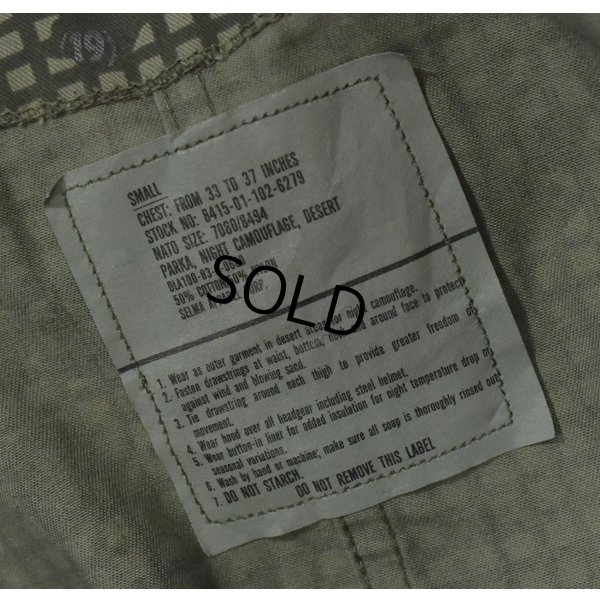 (19)
SMALL
CHEST: FROM 33 TO 37 INCHES
STOCK NO: 8415-01-102-6279
NATO SIZE: 7080/8494
PARKA, NIGHT CAMOUFLAGE, DESERT
DLA100-83-
50% COTTON 50% NYLON
SELMA
SOLD
1. Wear as outer garment in desert areas for night camouflage.
2. Fasten drawstrings at waist, bottom, around face to protect
against wind and blowing sand.
3. Tie drawstring around each thigh to provide greater freedom of
movement.
4. Wear hood over all headgear including steel helmet.
5. Wear button-in liner for added insulation for night temperature drop or
seasonal variations.
6. Wash by hand or machine; make sure all soap is thoroughly rinsed out.
7. DO NOT STARCH.
DO NOT REMOVE THIS LABEL